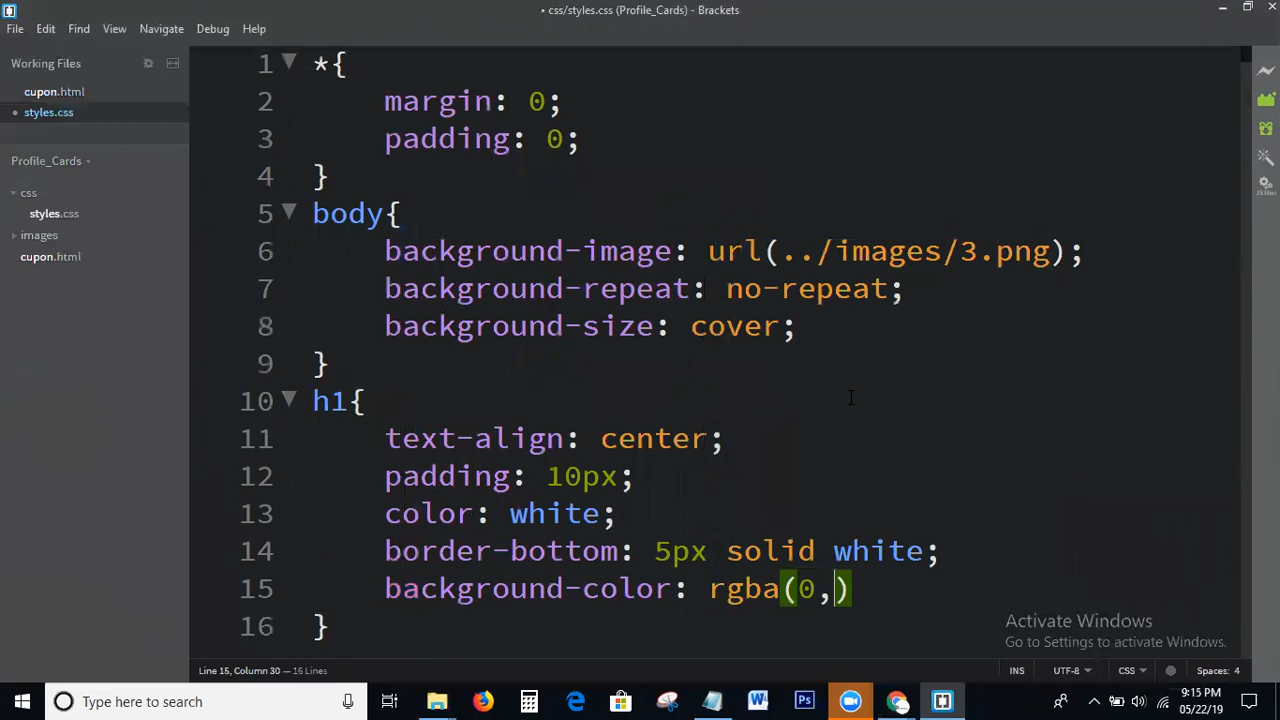 • css/styles.css (Profile_Cards) - Brackets
File Edit Find View Navigate Debug Help
Working Files
cupon.html
• styles.css
Profile_Cards
css
styles.css
images
cupon.html
1 *{
2 margin: 0;
3 padding: 0;
4 }
5 body{
6 background-image: url(../images/3.png);
7 background-repeat: no-repeat;
8 background-size: cover;
9 }
10 h1{
11 text-align: center;
12 padding: 10px;
13 color: white;
14 border-bottom: 5px solid white;
15 background-color: rgba(0,)
16 }
Activate Windows
Go to Settings to activate Windows.
Line 15, Column 30 — 16 Lines
INS UTF-8 CSS Spaces: 4
Type here to search
9:15 PM
05/22/19